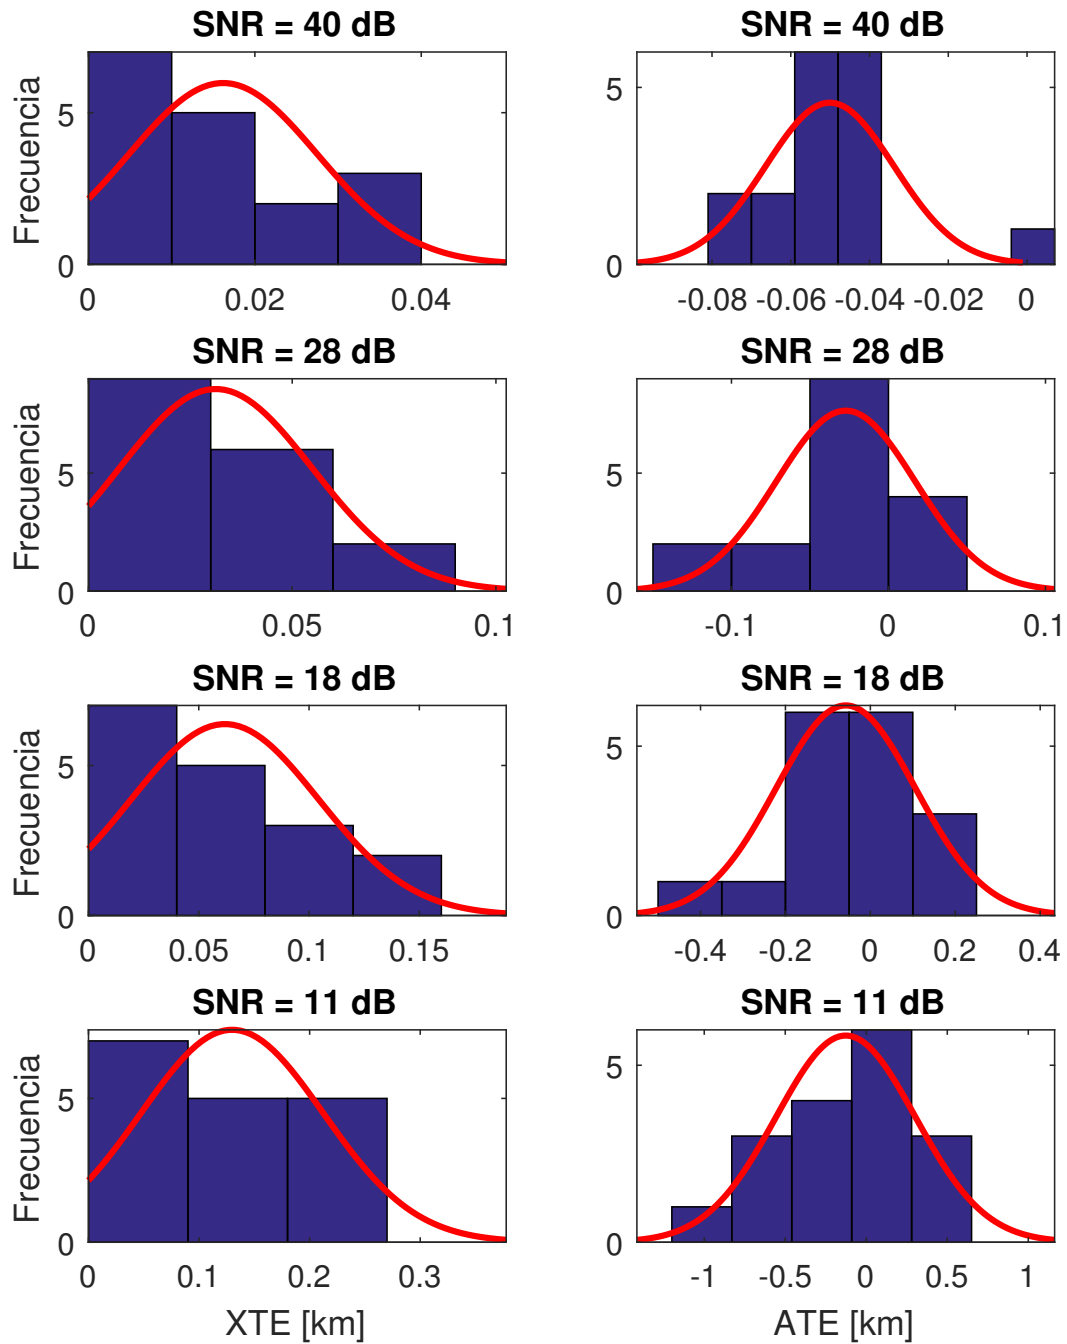 SNR = 40 dB
Frecuencia
5
0
0 0.02 0.04
SNR = 40 dB
5
0
-0.08 -0.06 -0.04 -0.02 0
SNR = 28 dB
Frecuencia
5
0
0 0.05 0.1
SNR = 28 dB
5
0
-0.1 0 0.1
SNR = 18 dB
Frecuencia
5
0
0 0.05 0.1 0.15
SNR = 18 dB
5
0
-0.4 -0.2 0 0.2 0.4
SNR = 11 dB
Frecuencia
5
0
0 0.1 0.2 0.3
XTE [km]
SNR = 11 dB
5
0
-1 -0.5 0 0.5 1
ATE [km]